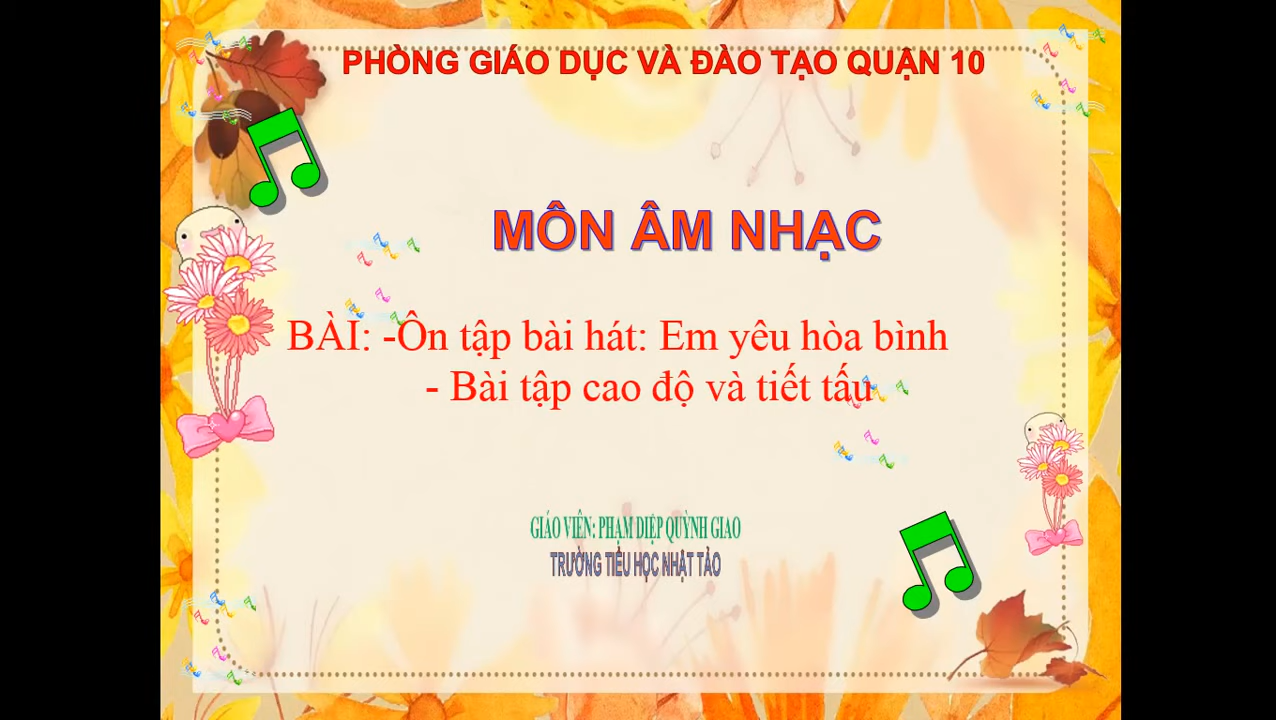 PHÒNG GIÁO DỤC VÀ ĐÀO TẠO QUẬN 10
MÔN ÂM NHẠC
BÀI: -Ôn tập bài hát: Em yêu hòa bình
- Bài tập cao độ và tiết tấu
GIÁO VIÊN: PHẠM DIỆP QUỲNH GIAO
TRƯỜNG TIỂU HỌC NHẬT TẢO